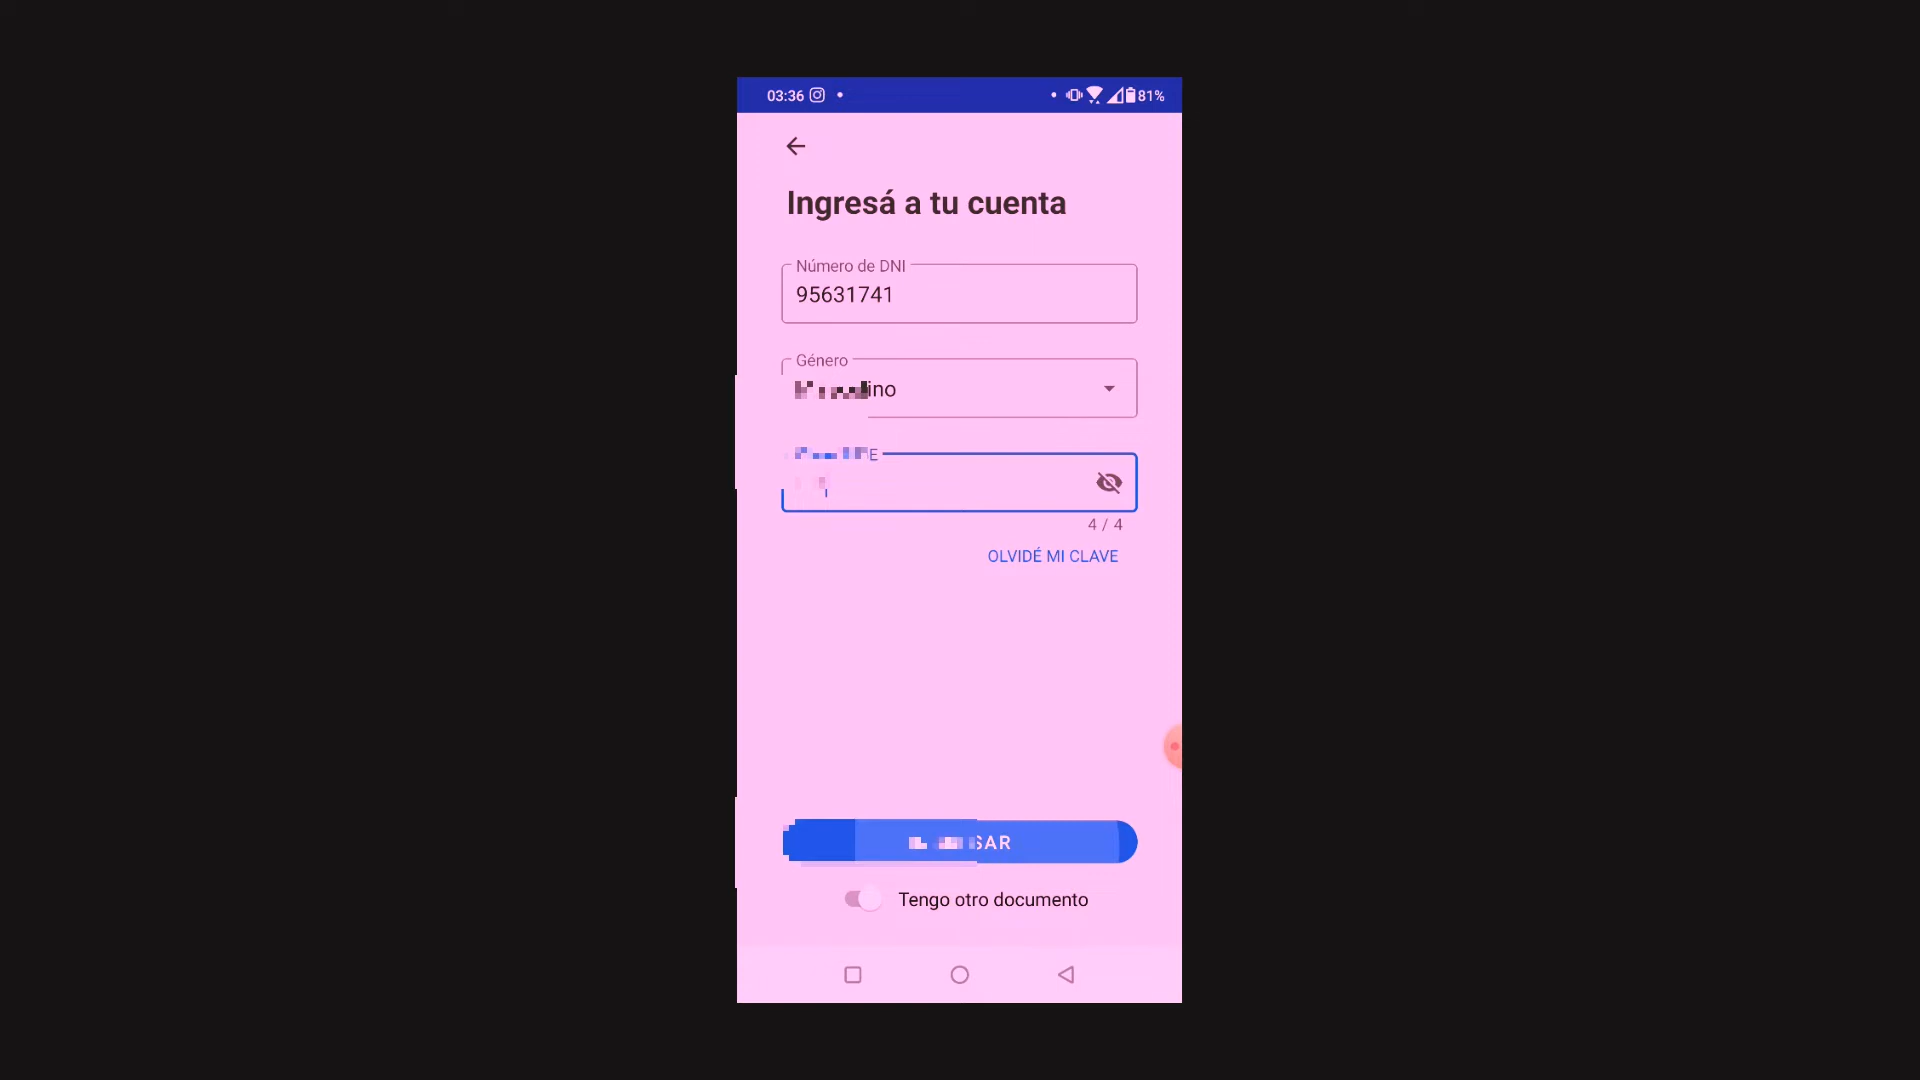 03:36
81%
Ingresá a tu cuenta
Número de DNI
95631741
Género
4 / 4
OLVIDÉ MI CLAVE
Tengo otro documento